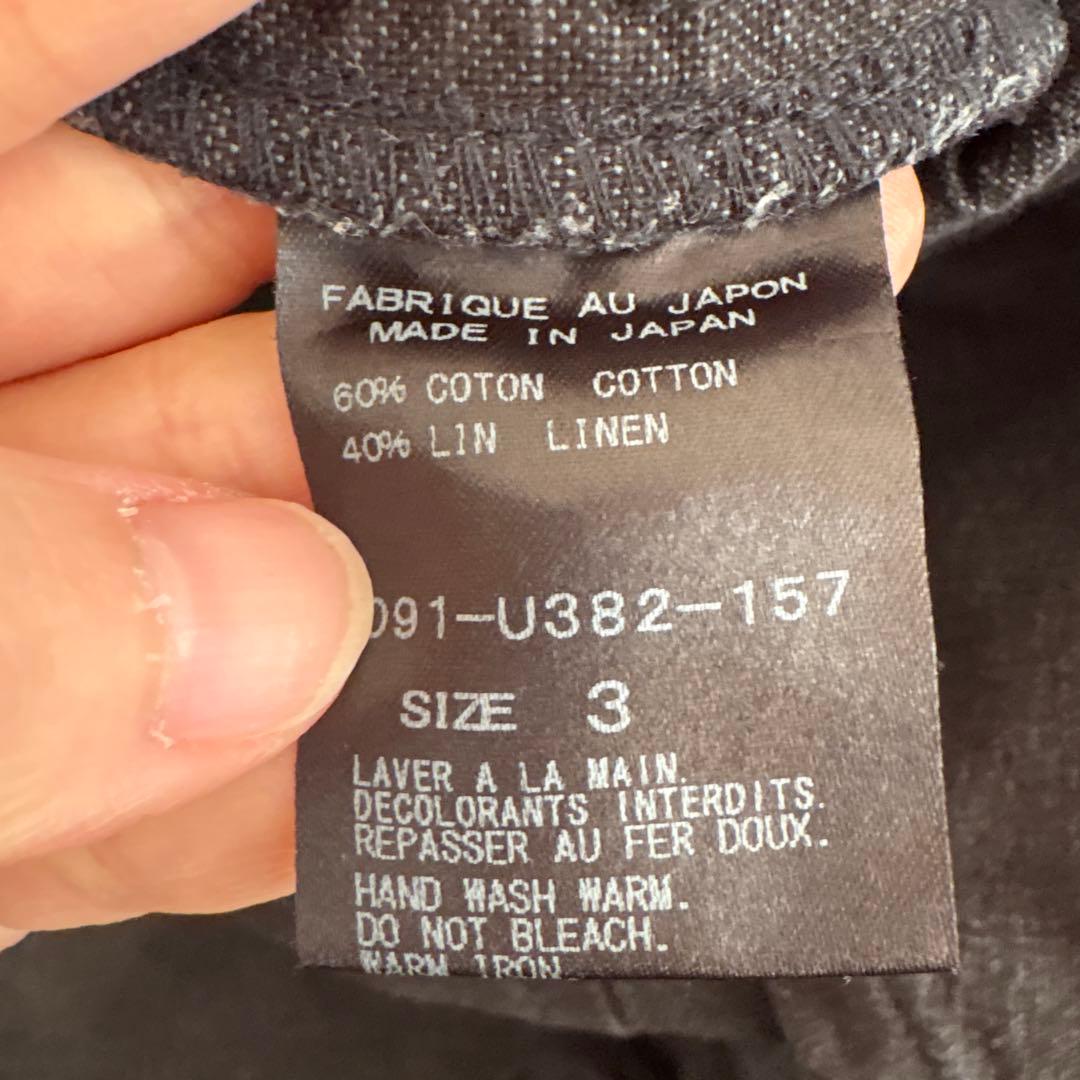 FABRIQUE AU JAPON
MADE IN JAPAN
60% COTON COTTON
40% LIN LINEN
091-U382-157
SIZE 3
LAVER A LA MAIN.
DECOLORANTS INTERDITS.
REPASSER AU FER DOUX.
HAND WASH WARM.
DO NOT BLEACH.
WARM IRON